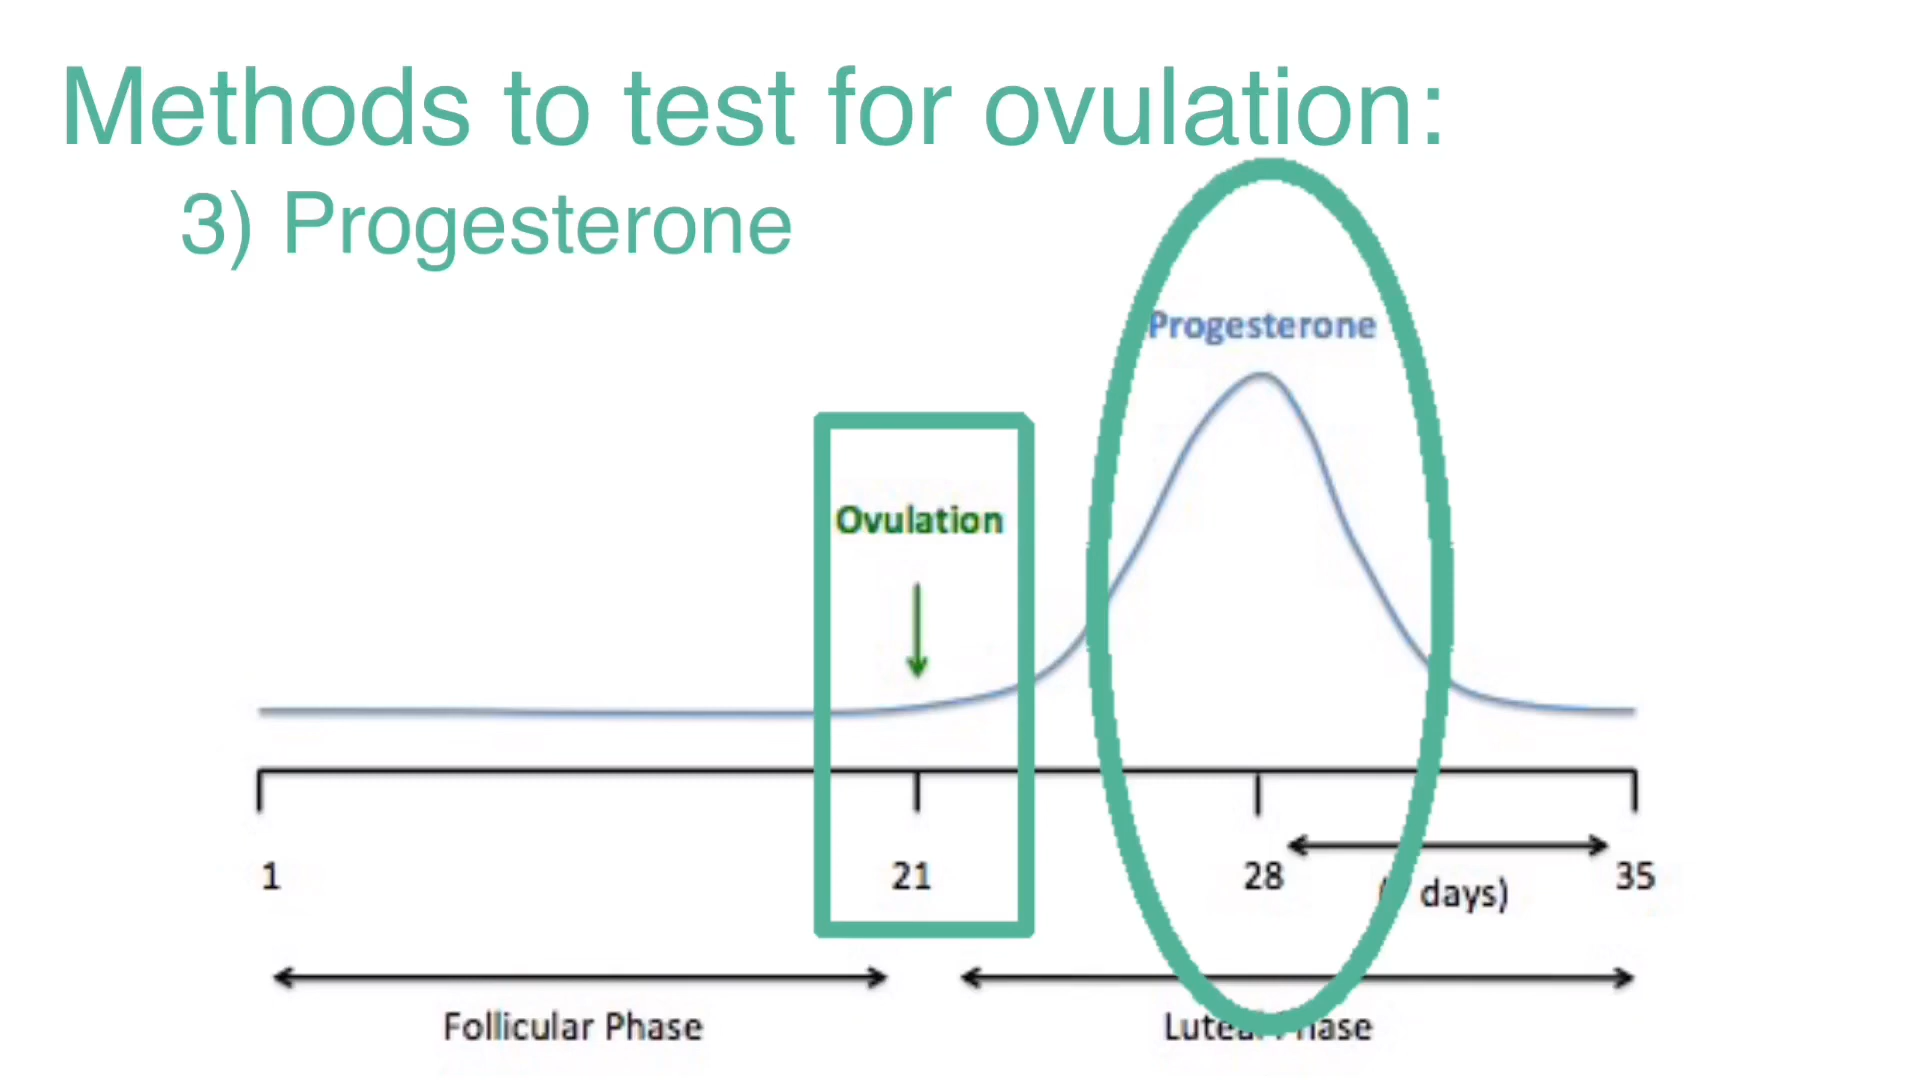 Methods to test for ovulation:
3) Progesterone
Progesterone
Ovulation
1
21
28
35
days)
Follicular Phase
Luteal Phase